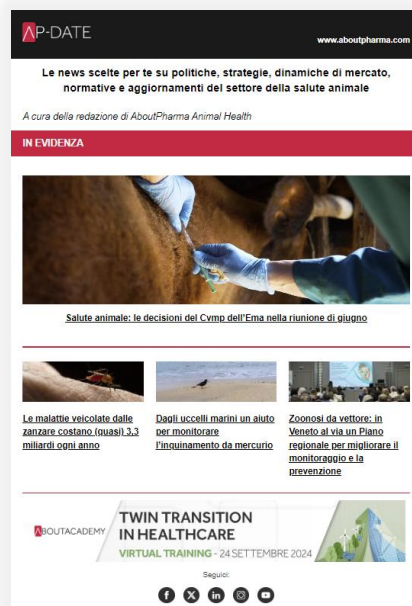 AP-DATE
www.aboutpharma.com
Le news scelte per te su politiche, strategie, dinamiche di mercato,
normative e aggiornamenti del settore della salute animale
A cura della redazione di AboutPharma Animal Health
IN EVIDENZA
Salute animale: le decisioni del Cvmp dell'Ema nella riunione di giugno
Le malattie veicolate dalle
zanzare costano (quasi) 3,3
miliardi ogni anno
Dagli uccelli marini un aiuto
per monitorare
l'inquinamento da mercurio
Zoonosi da vettore: in
Veneto al via un Piano
regionale per migliorare il
monitoraggio e la
prevenzione
ABOUTACADEMY
TWIN TRANSITION
IN HEALTHCARE
VIRTUAL TRAINING - 24 SETTEMBRE 2024
Seguici: